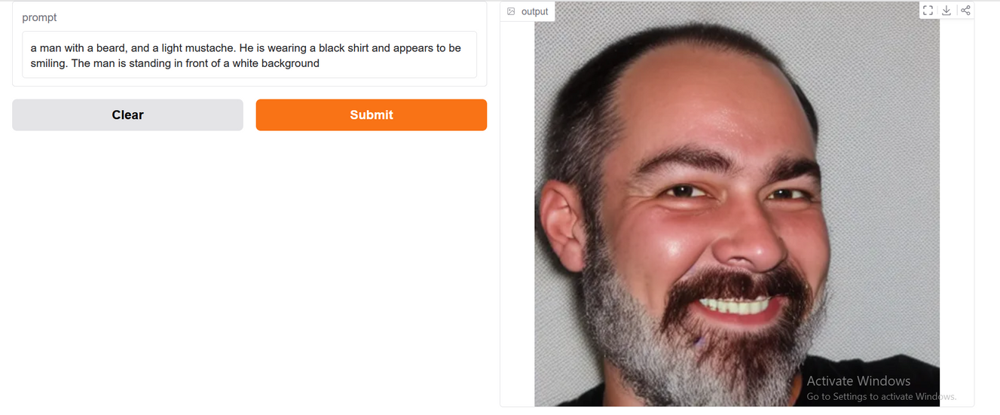 prompt
a man with a beard, and a light mustache. He is wearing a black shirt and appears to be
smiling. The man is standing in front of a white background
Clear
Submit
output
Activate Windows
Go to Settings to activate Windows.